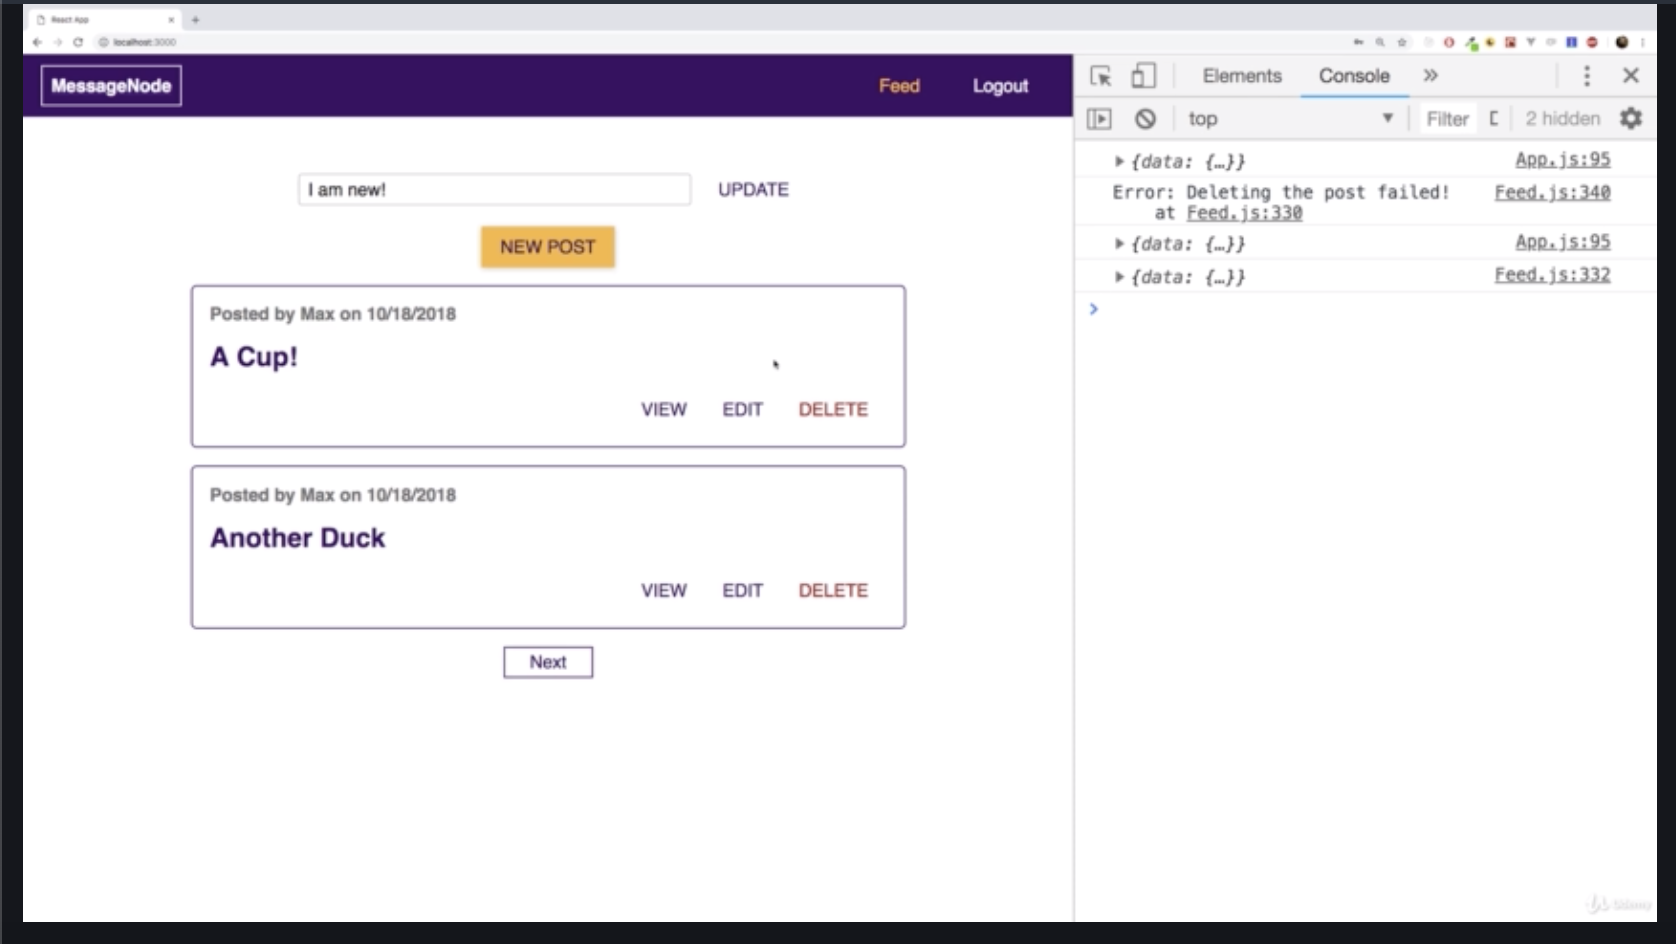 React App
localhost:3000
MessageNode
Feed
Logout
I am new!
UPDATE
NEW POST
Posted by Max on 10/18/2018
A Cup!
VIEW
EDIT
DELETE
Posted by Max on 10/18/2018
Another Duck
VIEW
EDIT
DELETE
Next
Elements
Console
top
Filter
2 hidden
{data: {…}} App.js:95
Error: Deleting the post failed! Feed.js:340
at Feed.js:330
{data: {…}} App.js:95
{data: {…}} Feed.js:332
Udemy